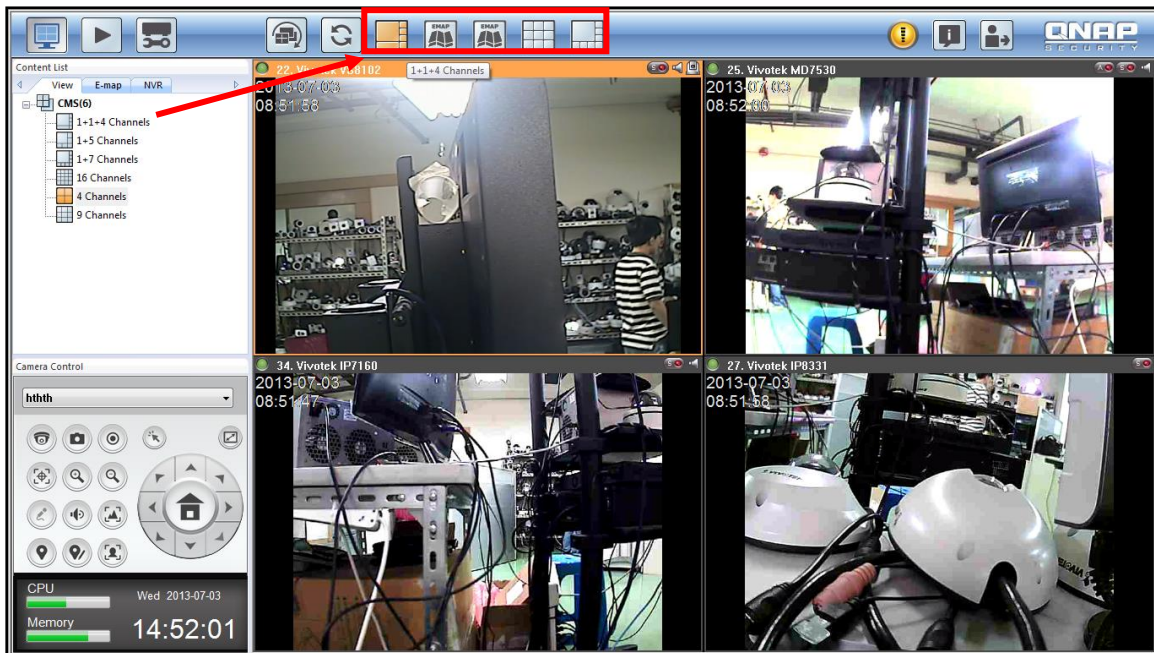 EMAP
EMAP
QNAP
SECURITY
Content List
View E-map NVR
CMS(6)
1+1+4 Channels
1+5 Channels
1+7 Channels
16 Channels
4 Channels
9 Channels
22. Vivotek VS8102
1+1+4 Channels
2013-07-03
08:51:58
25. Vivotek MD7530
2013-07-03
08:52:00
34. Vivotek IP7160
2013-07-03
08:51:47
27. Vivotek IP8331
2013-07-03
08:51:58
Camera Control
hthth
CPU
Wed 2013-07-03
Memory
14:52:01